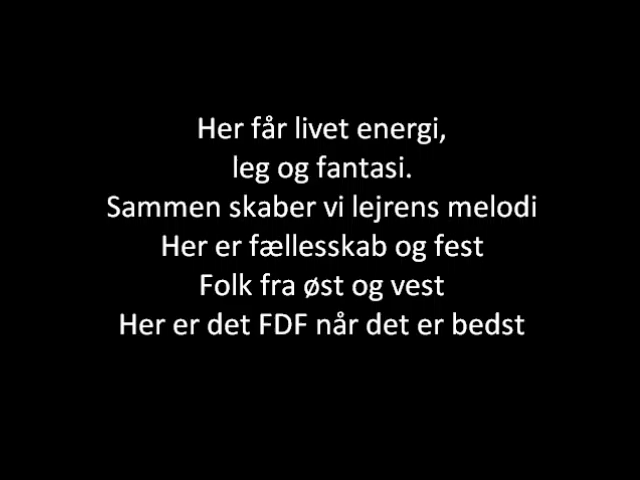 Her får livet energi,
leg og fantasi.
Sammen skaber vi lejrens melodi
Her er fællesskab og fest
Folk fra øst og vest
Her er det FDF når det er bedst